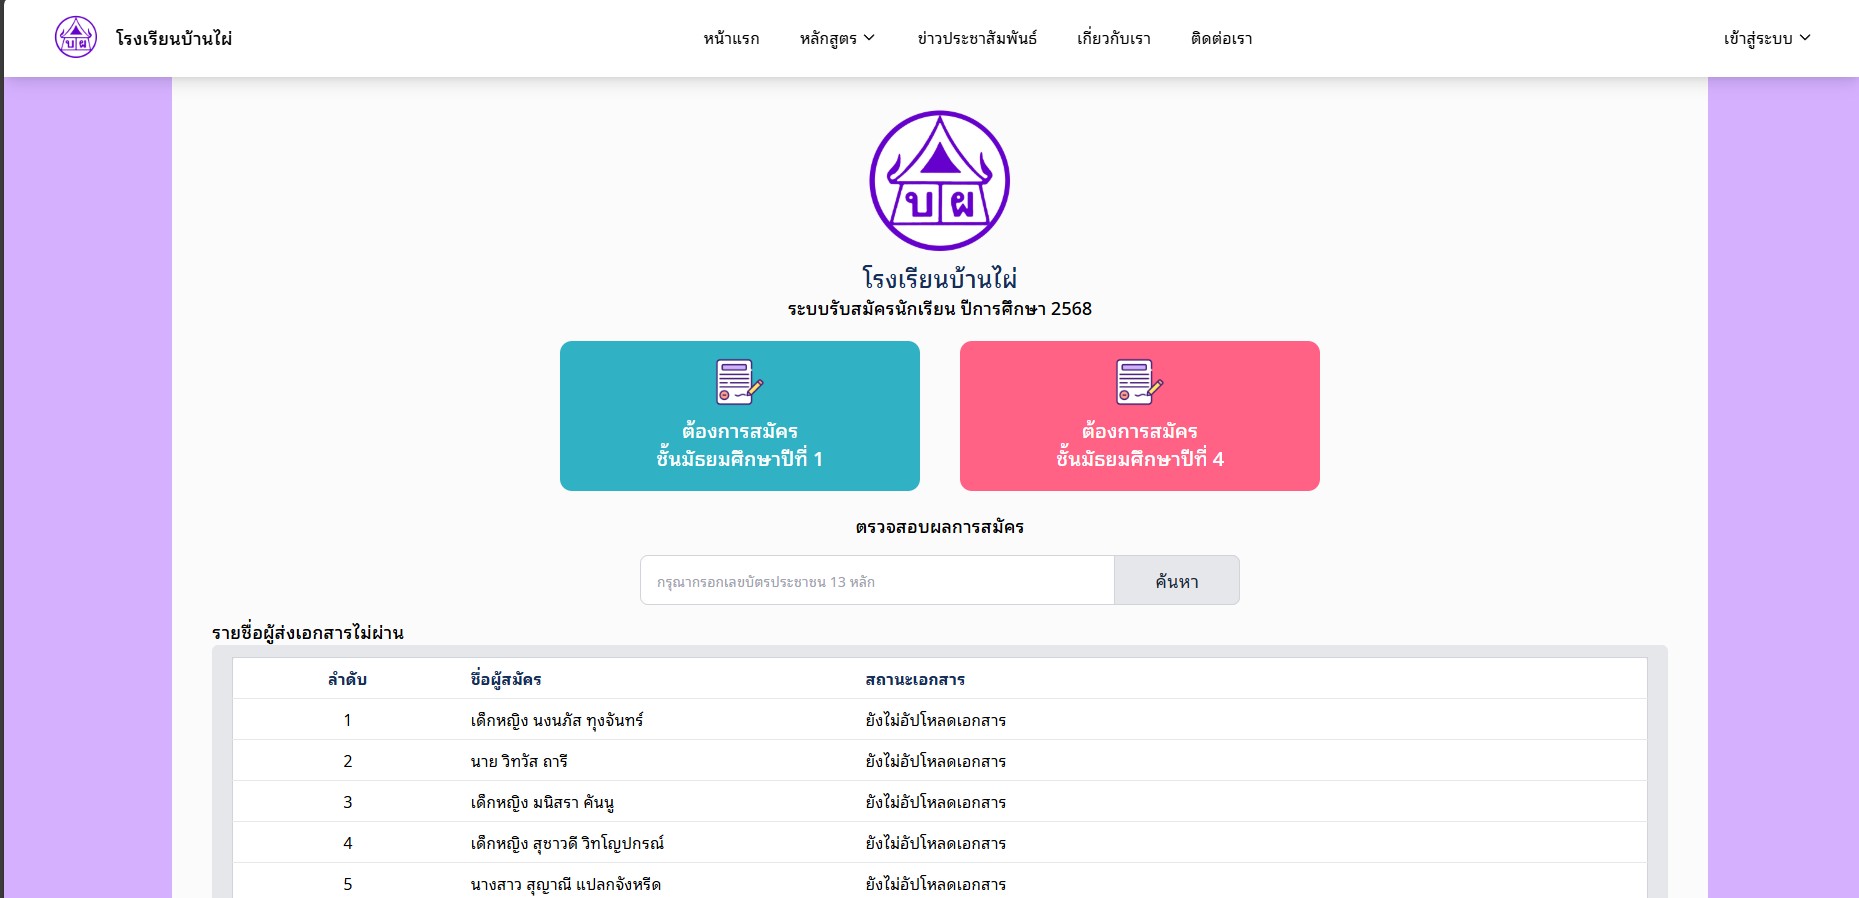 บ ผ
โรงเรียนบ้านไผ่
หน้าแรก
หลักสูตร
ข่าวประชาสัมพันธ์
เกี่ยวกับเรา
ติดต่อเรา
เข้าสู่ระบบ
บ ผ
โรงเรียนบ้านไผ่
ระบบรับสมัครนักเรียน ปีการศึกษา 2568
ต้องการสมัคร
ชั้นมัธยมศึกษาปีที่ 1
ต้องการสมัคร
ชั้นมัธยมศึกษาปีที่ 4
ตรวจสอบผลการสมัคร
กรุณากรอกเลขบัตรประชาชน 13 หลัก
ค้นหา
รายชื่อผู้ส่งเอกสารไม่ผ่าน
ลำดับ ชื่อผู้สมัคร สถานะเอกสาร
1 เด็กหญิง นงนภัส ทุงจันทร์ ยังไม่อัปโหลดเอกสาร
2 นาย วิทวัส ถารี ยังไม่อัปโหลดเอกสาร
3 เด็กหญิง มนิสรา คันนู ยังไม่อัปโหลดเอกสาร
4 เด็กหญิง สุชาวดี วิทโญปกรณ์ ยังไม่อัปโหลดเอกสาร
5 นางสาว สุญาณี แปลกจังหรีด ยังไม่อัปโหลดเอกสาร